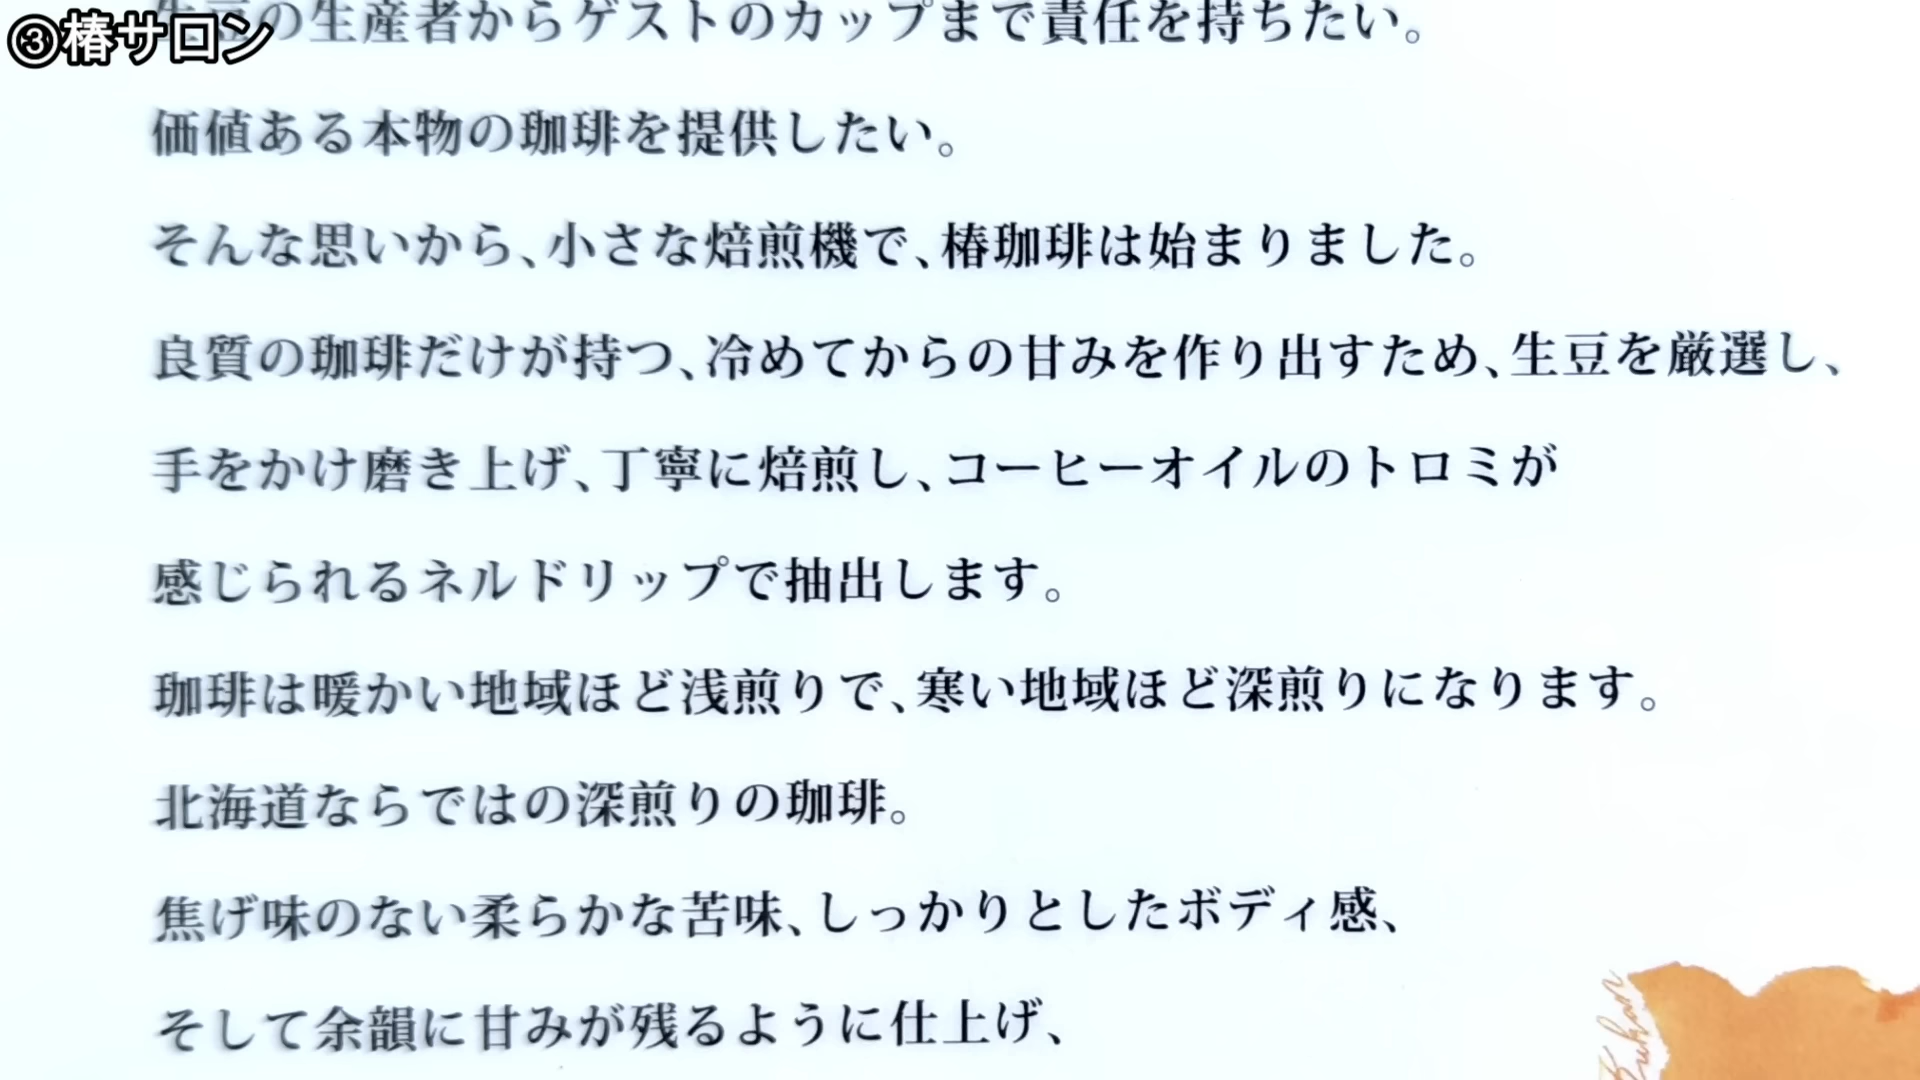 ③椿サロン
生豆の生産者からゲストのカップまで責任を持ちたい。
価値ある本物の珈琲を提供したい。
そんな思いから、小さな焙煎機で、椿珈琲は始まりました。
良質の珈琲だけが持つ、冷めてからの甘みを作り出すため、生豆を厳選し、
手をかけ磨き上げ、丁寧に焙煎し、コーヒーオイルのトロミが
感じられるネルドリップで抽出します。
珈琲は暖かい地域ほど浅煎りで、寒い地域ほど深煎りになります。
北海道ならではの深煎りの珈琲。
焦げ味のない柔らかな苦味、しっかりとしたボディ感、
そして余韻に甘みが残るように仕上げ、